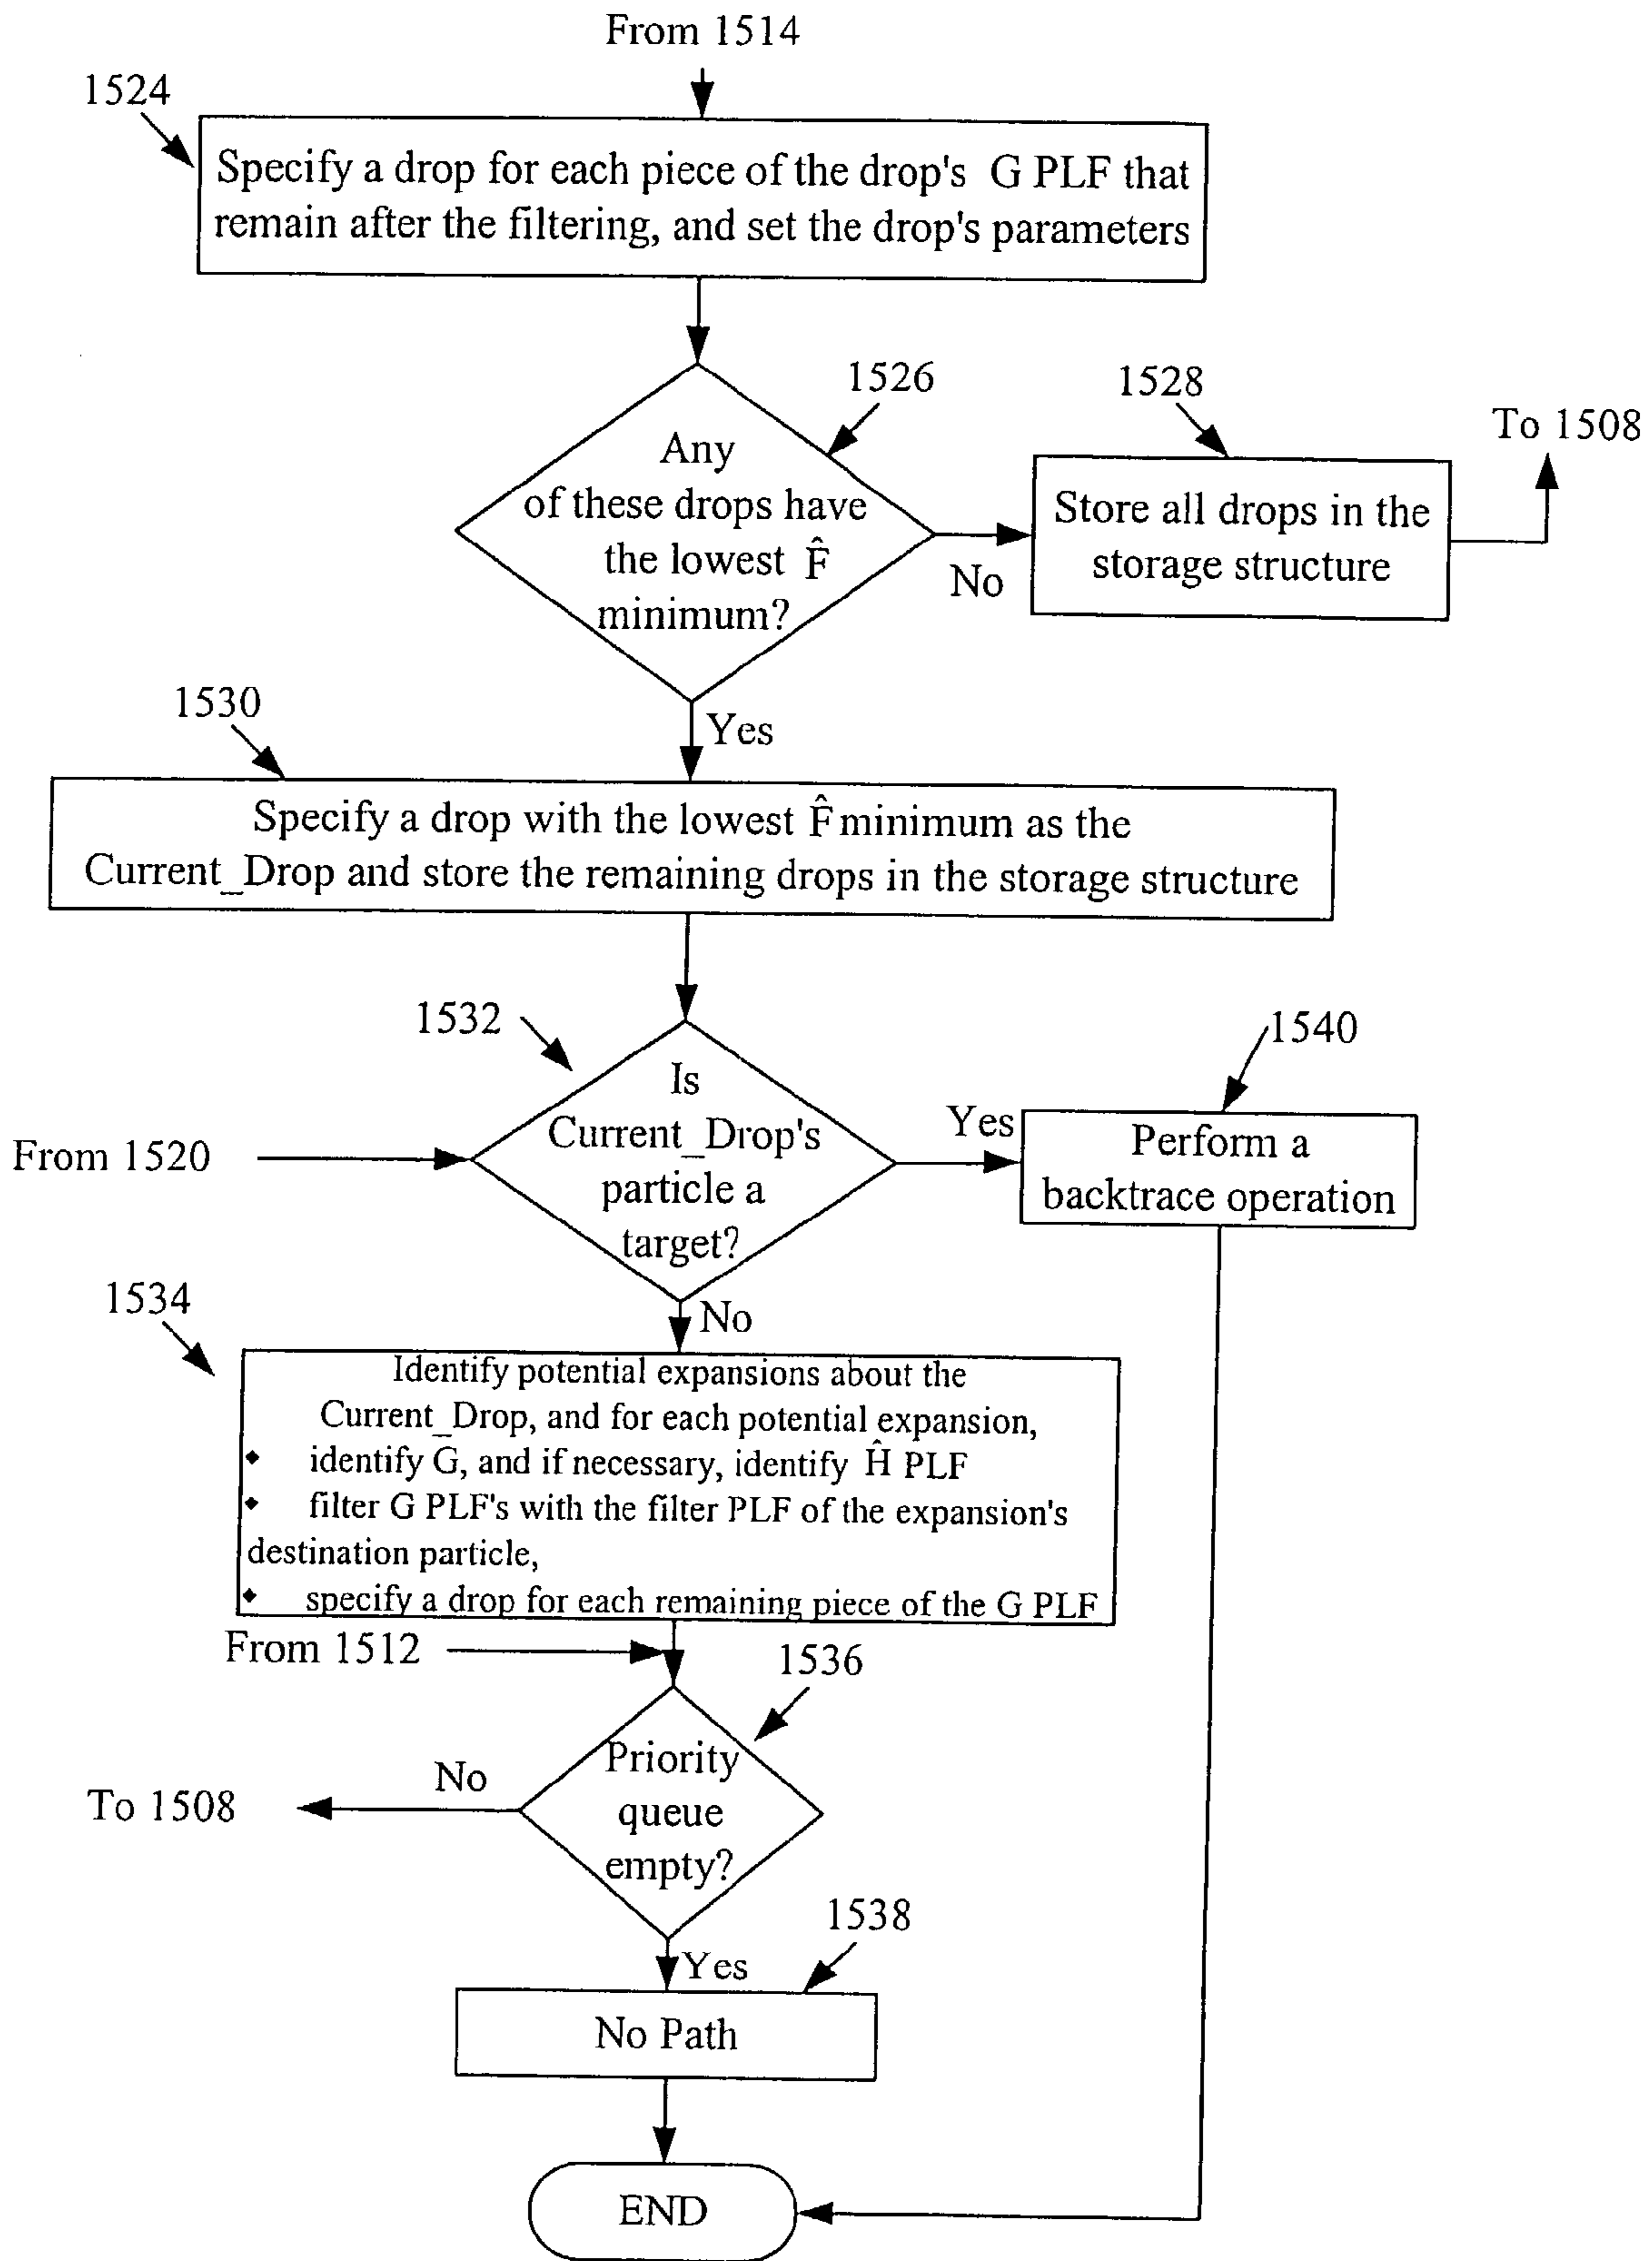 From 1514
1524
Specify a drop for each piece of the drop's G PLF that
remain after the filtering, and set the drop's parameters
1526
1528
To 1508
Any
of these drops have
the lowest F̂
minimum?
No
Store all drops in the
storage structure
1530
Yes
Specify a drop with the lowest F̂ minimum as the
Current_Drop and store the remaining drops in the storage structure
1532
1540
Is
Current_Drop's
particle a
target?
From 1520
Yes
Perform a
backtrace operation
1534
No
Identify potential expansions about the
Current_Drop, and for each potential expansion,
◆ identify G, and if necessary, identify Ĥ PLF
◆ filter G PLF's with the filter PLF of the expansion's
destination particle,
◆ specify a drop for each remaining piece of the G PLF
From 1512
1536
Priority
queue
empty?
No
To 1508
1538
Yes
No Path
END